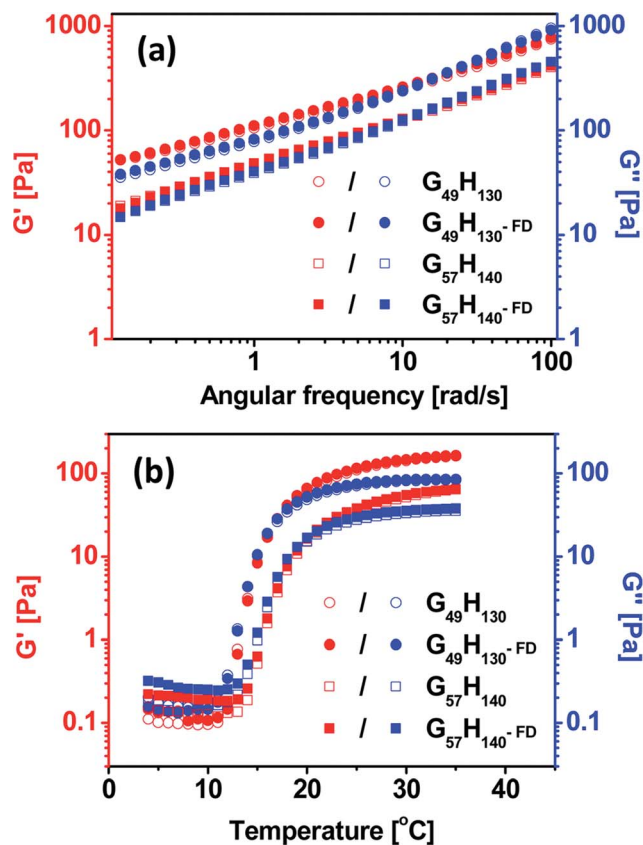 (a)
1000
100
10
1
G' [Pa]
1000
100
10
1
G'' [Pa]
/ G49H130
/ G49H130-FD
/ G57H140
/ G57H140-FD
1 10 100
Angular frequency [rad/s]
(b)
100
10
1
0.1
G' [Pa]
100
10
1
0.1
G'' [Pa]
/ G49H130
/ G49H130-FD
/ G57H140
/ G57H140-FD
0 10 20 30 40
Temperature [°C]